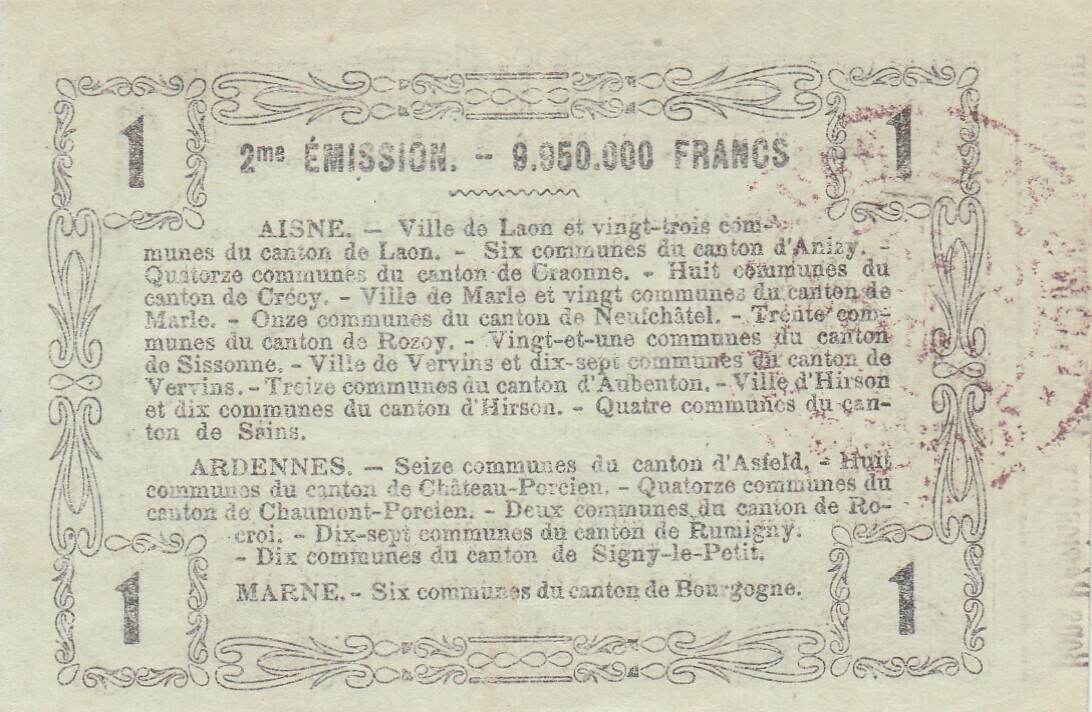 1 1
2me ÉMISSION. -- 9.950.000 FRANCS
AISNE. — Ville de Laon et vingt-trois com-
munes du canton de Laon. - Six communes du canton d'Anizy. -
Quatorze communes du canton de Craonne. - Huit communes du
canton de Crécy. - Ville de Marle et vingt communes du canton de
Marle. - Onze communes du canton de Neufchâtel. - Trente com-
munes du canton de Rozoy. - Vingt-et-une communes du canton
de Sissonne. - Ville de Vervins et dix-sept communes du canton de
Vervins. - Treize communes du canton d'Aubenton. - Ville d'Hirson
et dix communes du canton d'Hirson. - Quatre communes du can-
ton de Sains.
ARDENNES. — Seize communes du canton d'Asfeld. - Huit
communes du canton de Château-Porcien. - Quatorze communes du
canton de Chaumont-Porcien. - Deux communes du canton de Ro-
croi. - Dix-sept communes du canton de Rumigny.
- Dix communes du canton de Signy-le-Petit.
MARNE. - Six communes du canton de Bourgogne.
1 1